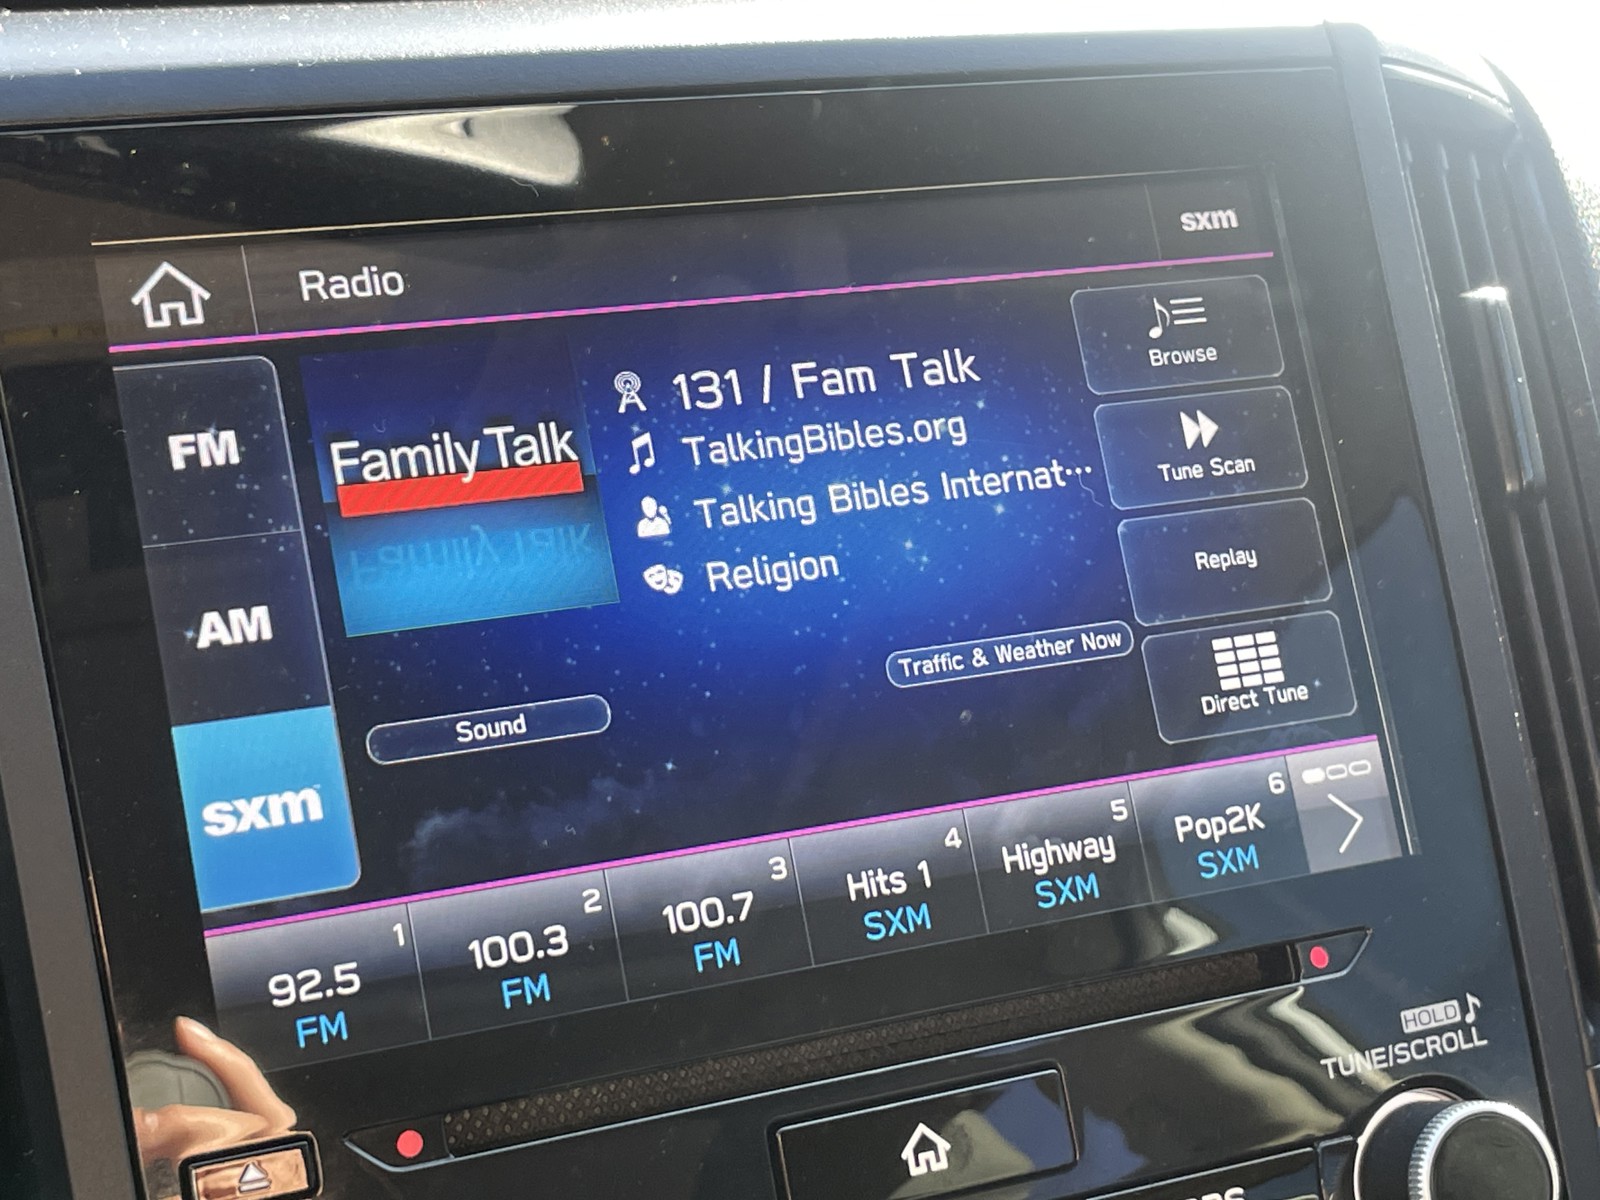 sxm
Radio
FM
AM
sxm
Family Talk
131 / Fam Talk
TalkingBibles.org
Talking Bibles Internat...
Religion
Browse
Tune Scan
Replay
Direct Tune
Traffic & Weather Now
Sound
1
92.5
FM
2
100.3
FM
3
100.7
FM
4
Hits 1
SXM
5
Highway
SXM
6
Pop2K
SXM
HOLD
TUNE/SCROLL